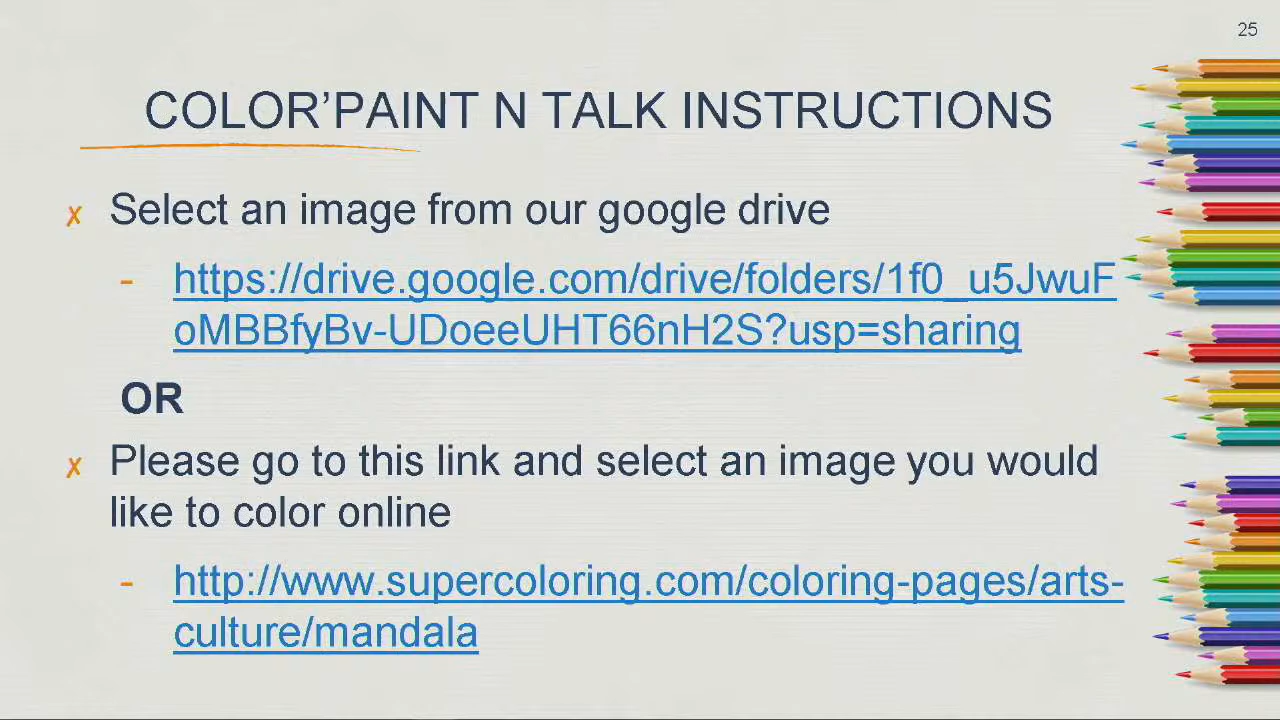 25
COLOR’PAINT N TALK INSTRUCTIONS
x Select an image from our google drive
- https://drive.google.com/drive/folders/1f0_u5JwuF
oMBBfyBv-UDoeeUHT66nH2S?usp=sharing
OR
x Please go to this link and select an image you would
like to color online
- http://www.supercoloring.com/coloring-pages/arts-
culture/mandala